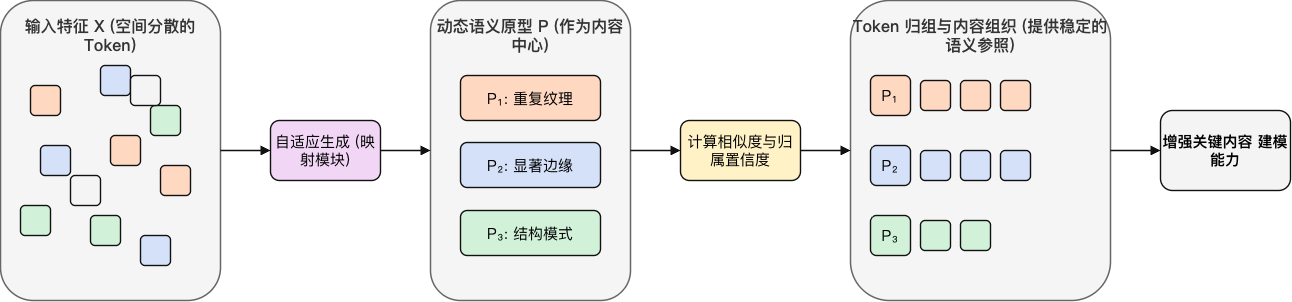 输入特征 X (空间分散的
Token)
自适应生成 (映
射模块)
动态语义原型 P (作为内容
中心)
P₁: 重复纹理
P₂: 显著边缘
P₃: 结构模式
计算相似度与归
属置信度
Token 归组与内容组织 (提供稳定的
语义参照)
P₁
P₂
P₃
增强关键内容 建模
能力